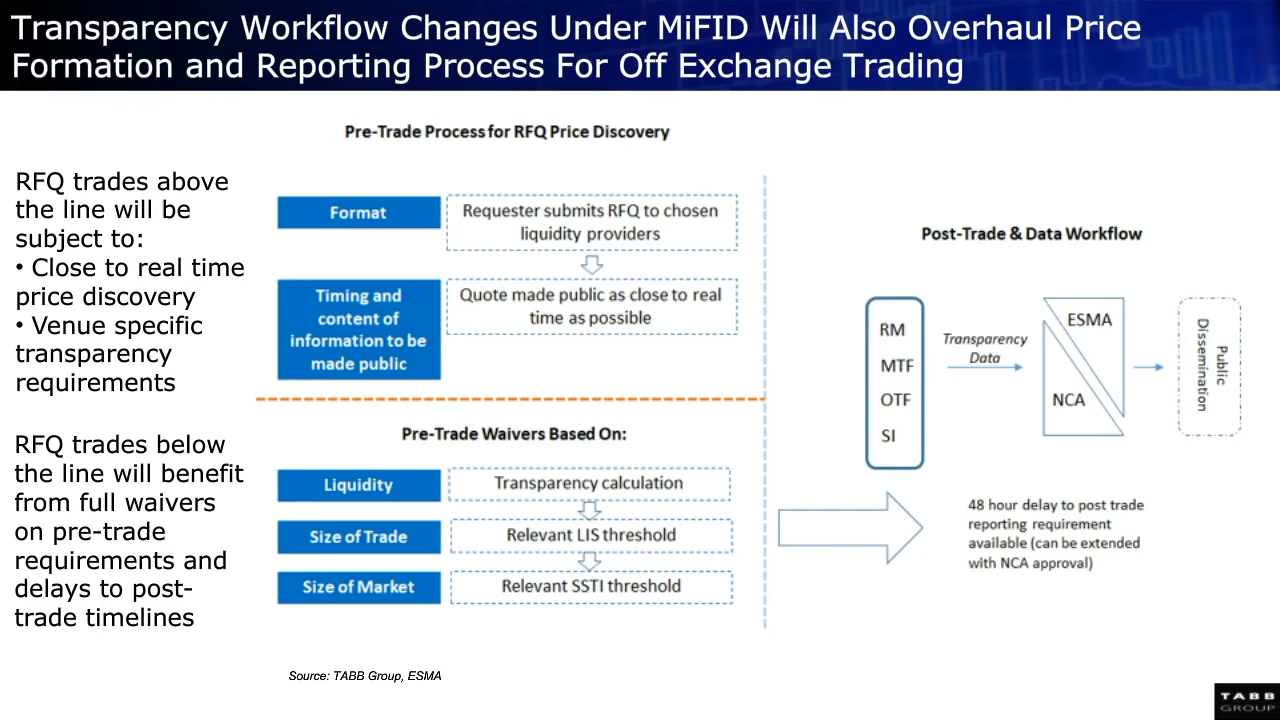 Transparency Workflow Changes Under MiFID Will Also Overhaul Price
Formation and Reporting Process For Off Exchange Trading
RFQ trades above
the line will be
subject to:
• Close to real time
price discovery
• Venue specific
transparency
requirements
RFQ trades below
the line will benefit
from full waivers
on pre-trade
requirements and
delays to post-
trade timelines
Pre-Trade Process for RFQ Price Discovery
Format
Requester submits RFQ to chosen
liquidity providers
Timing and
content of
information to be
made public
Quote made public as close to real
time as possible
Pre-Trade Waivers Based On:
Liquidity
Transparency calculation
Size of Trade
Relevant LIS threshold
Size of Market
Relevant SSTI threshold
Post-Trade & Data Workflow
RM
MTF
OTF
SI
Transparency
Data
ESMA
NCA
Public
Dissemination
48 hour delay to post trade
reporting requirement
available (can be extended
with NCA approval)
Source: TABB Group, ESMA
TABB
GROUP